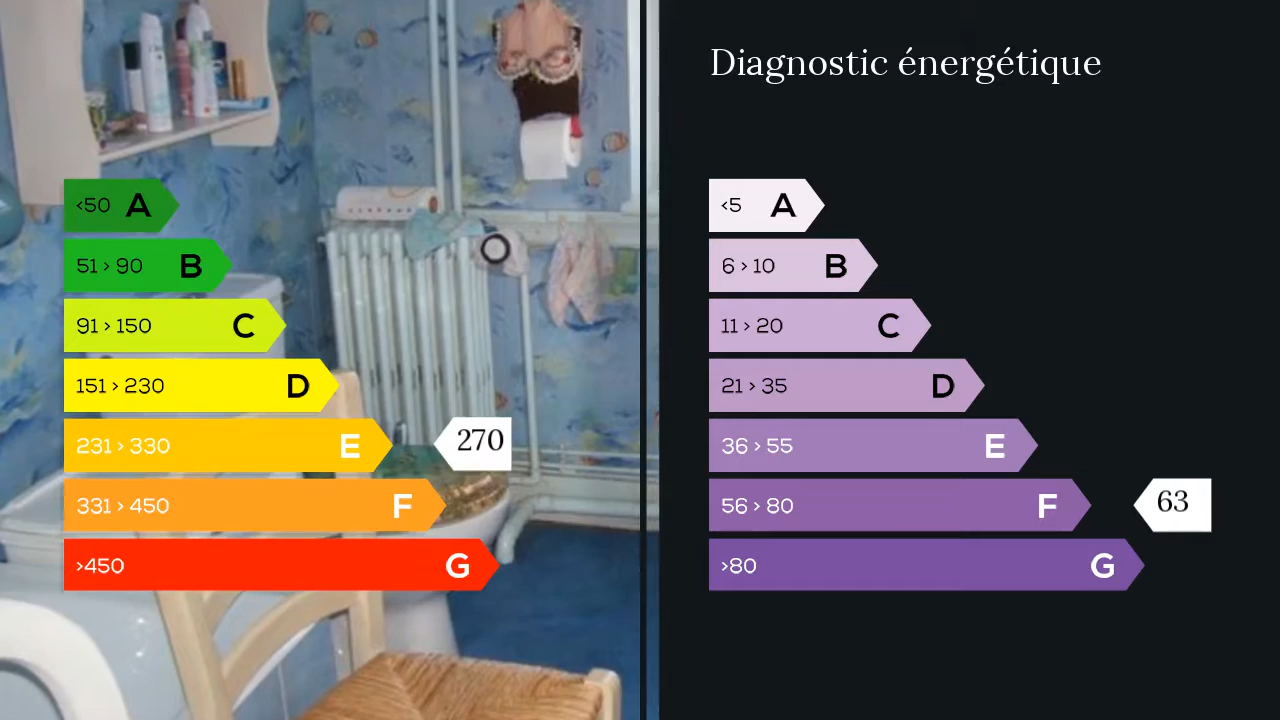 Diagnostic énergétique
<50 A
51 > 90 B
91 > 150 C
151 > 230 D
231 > 330 E
270
331 > 450 F
>450 G
<5 A
6 > 10 B
11 > 20 C
21 > 35 D
36 > 55 E
56 > 80 F
63
>80 G